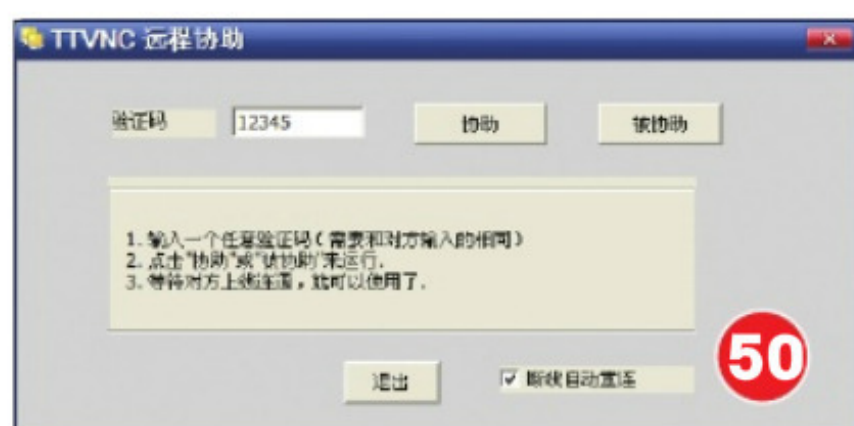 TTVNC 远程协助
验证码 12345 协助 被协助
1. 输入一个任意验证码(需要和对方输入的相同)
2. 点击"协助"或"被协助"来运行.
3. 等待对方上线连通,就可以使用了.
退出 断线自动重连
50